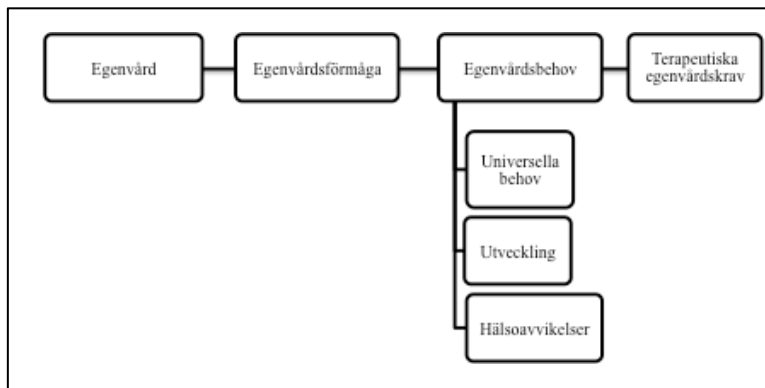 Egenvård
Egenvårdsförmåga
Egenvårdsbehov
Terapeutiska
egenvårdskrav
Universella
behov
Utveckling
Hälsoavvikelser